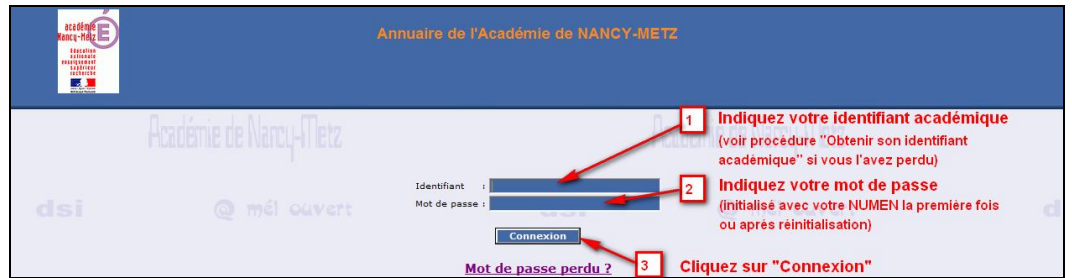 académie
Nancy-Metz
Éducation
nationale
enseignement
supérieur
recherche
Annuaire de l'Académie de NANCY-METZ
Académie de Nancy-Metz
1 Indiquez votre identifiant académique
(voir procédure "Obtenir son identifiant
académique" si vous l'avez perdu)
Identifiant :
Mot de passe :
2 Indiquez votre mot de passe
(initialisé avec votre NUMEN la première fois
ou après réinitialisation)
dsi @ mél ouvert
Connexion
Mot de passe perdu ?
3 Cliquez sur "Connexion"